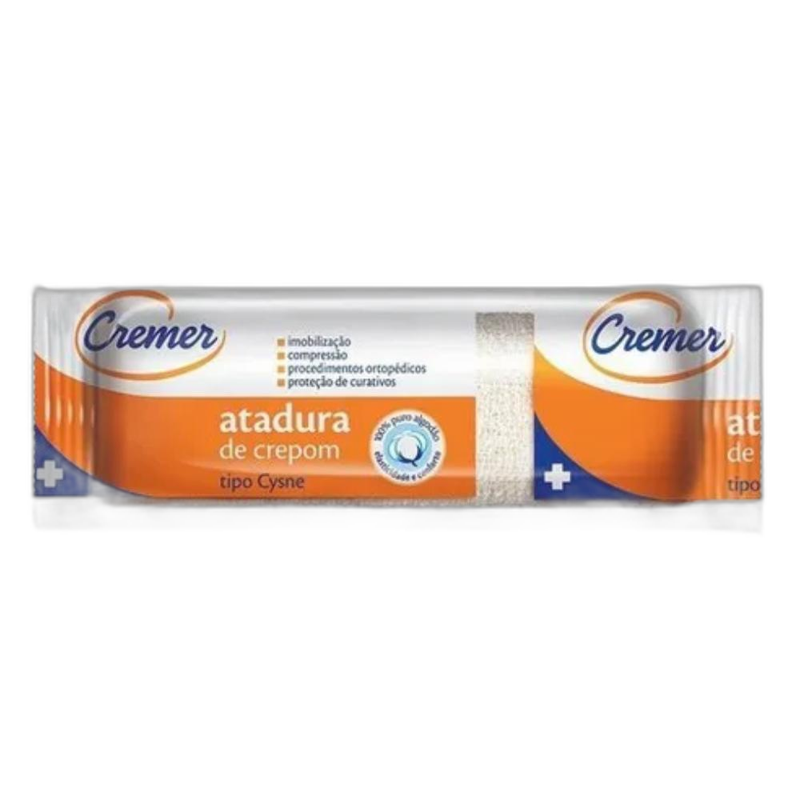 Cremer
imobilização
compressão
procedimentos ortopédicos
proteção de curativos
atadura
de crepom
tipo Cysne
100% puro algodão
elasticidade e conforto
Cremer
at
de
tipo